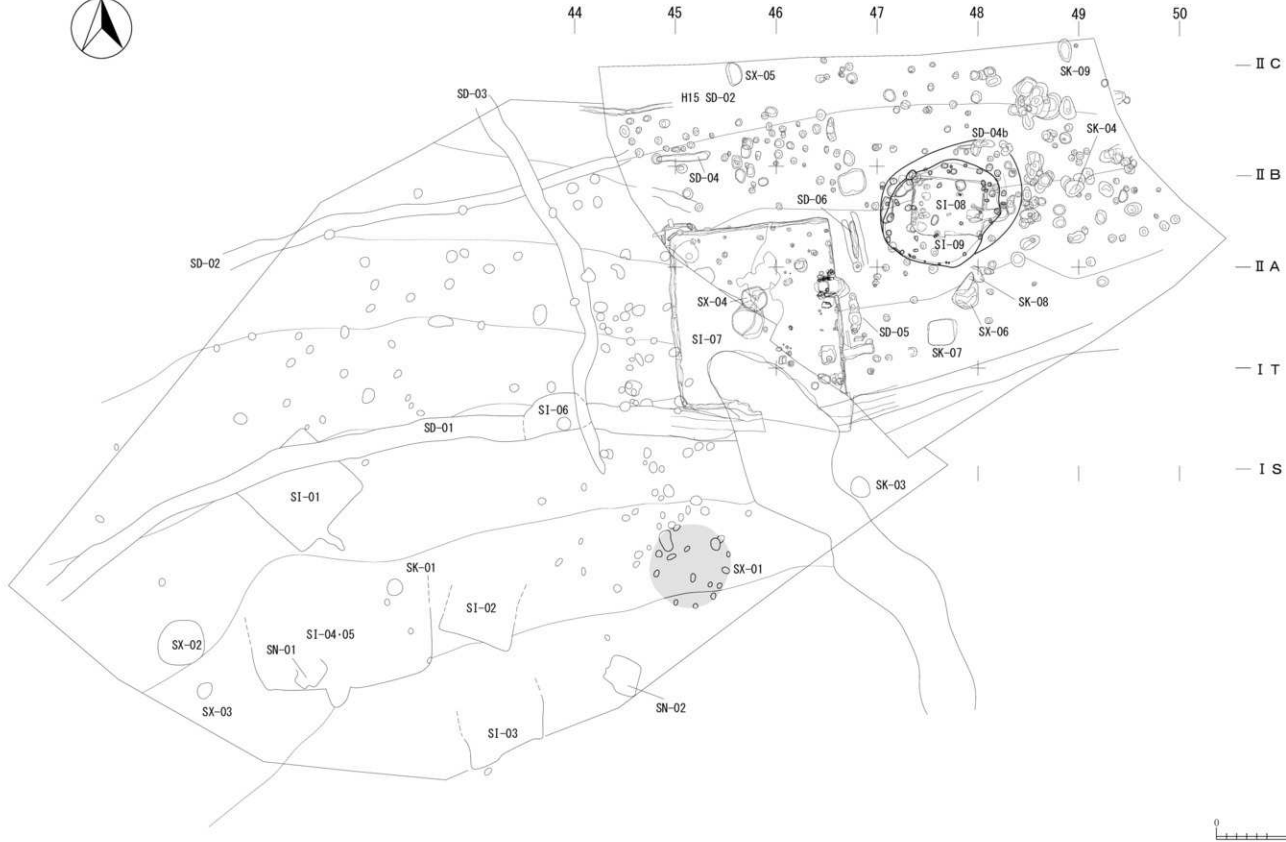 44 45 46 47 48 49 50
SX-05
SK-09
II C
SD-03
H15 SD-02
SD-04b
SK-04
SD-04
II B
SD-06
SI-08
SI-09
SD-02
II A
SX-04
SK-08
SI-07
SD-05
SX-06
SK-07
I T
SI-06
SD-01
I S
SK-03
SI-01
SX-01
SK-01
SI-02
SI-04·05
SX-02
SN-01
SX-03
SN-02
SI-03
0